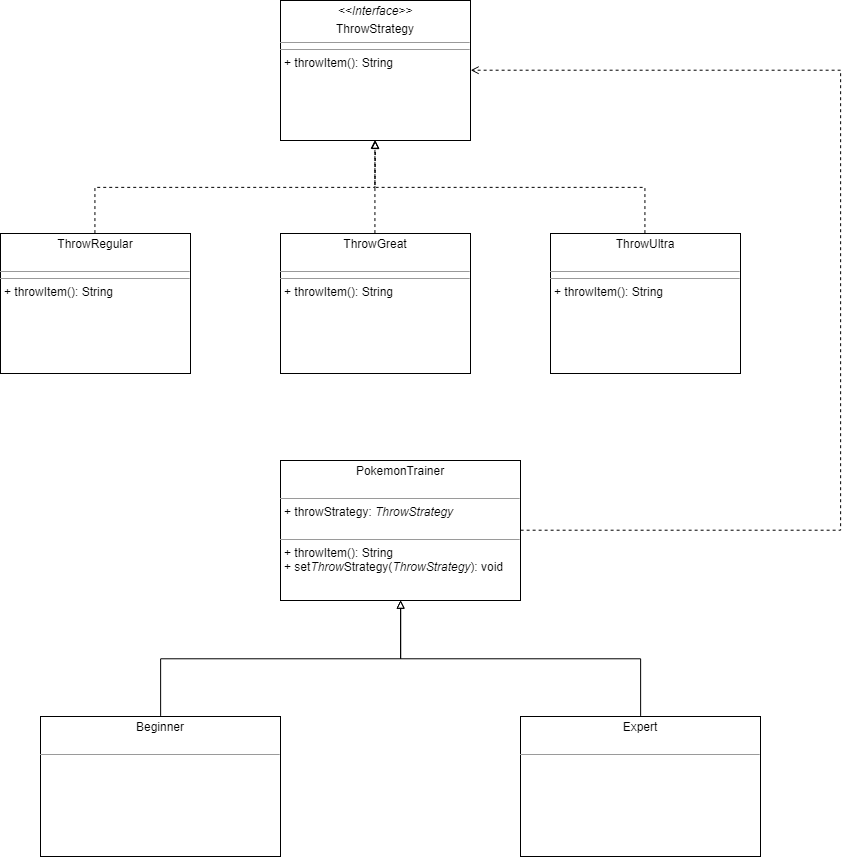 <<Interface>>
ThrowStrategy
+ throwItem(): String
ThrowRegular
+ throwItem(): String
ThrowGreat
+ throwItem(): String
ThrowUltra
+ throwItem(): String
PokemonTrainer
+ throwStrategy: ThrowStrategy
+ throwItem(): String
+ setThrowStrategy(ThrowStrategy): void
Beginner
Expert